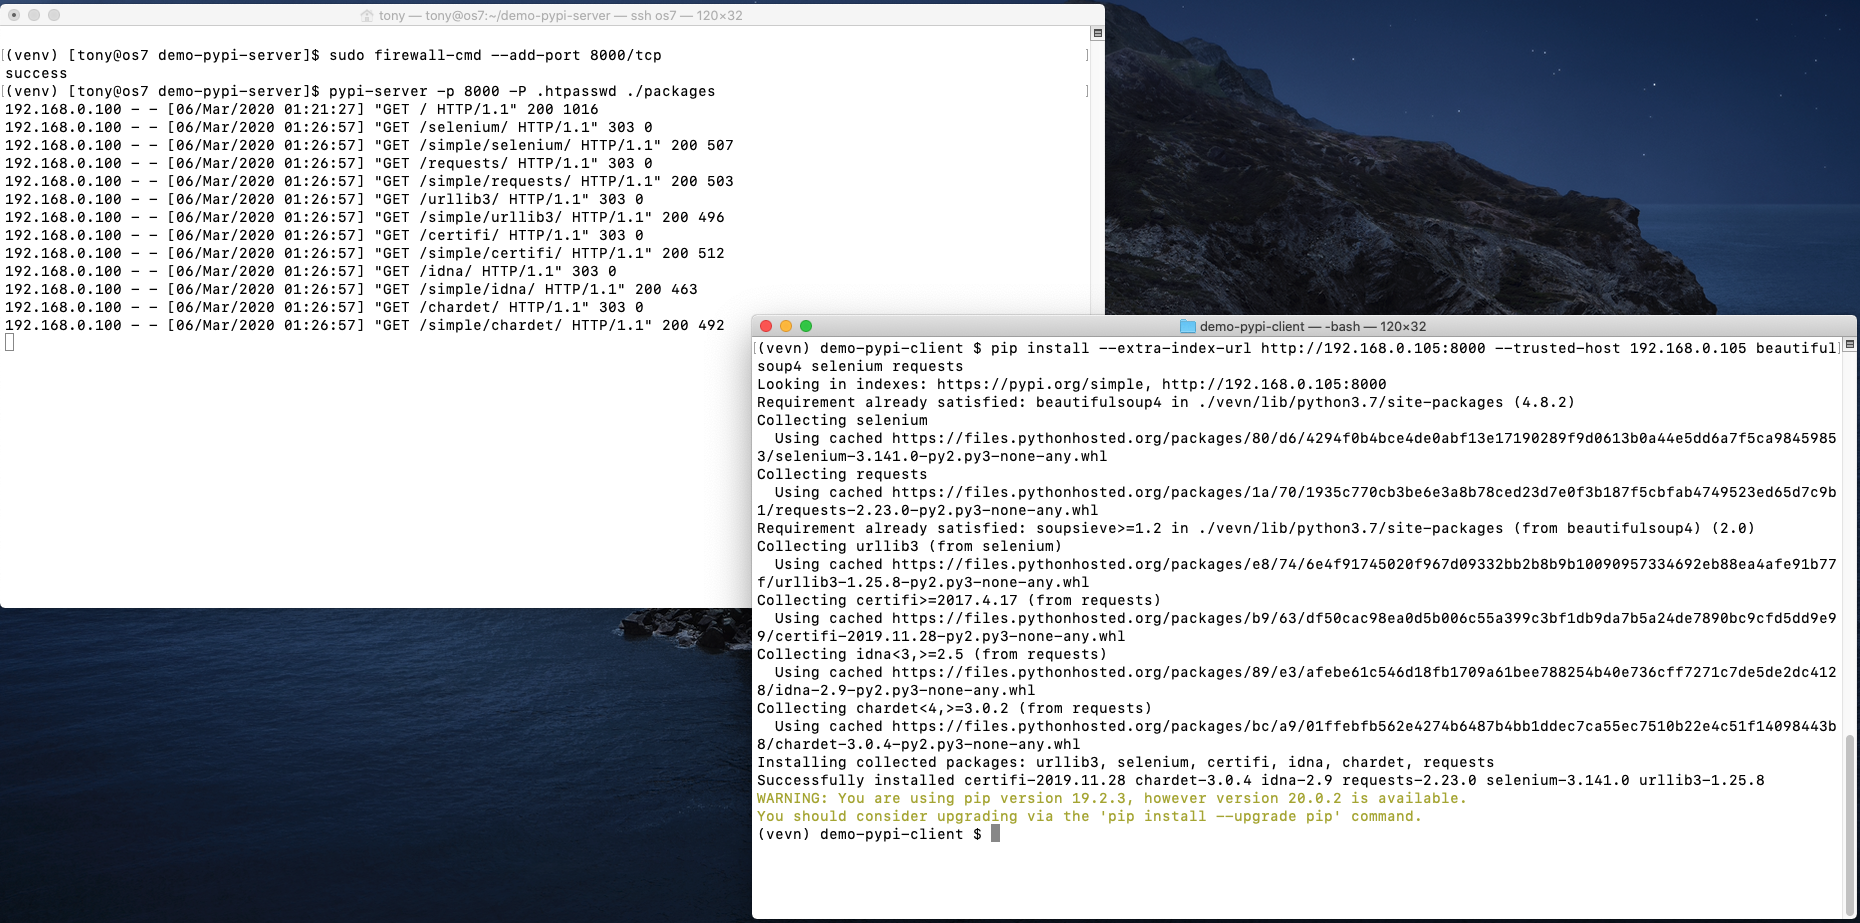 tony — tony@os7:~/demo-pypi-server — ssh os7 — 120×32
(venv) [tony@os7 demo-pypi-server]$ sudo firewall-cmd --add-port 8000/tcp
success
(venv) [tony@os7 demo-pypi-server]$ pypi-server -p 8000 -P .htpasswd ./packages
192.168.0.100 - - [06/Mar/2020 01:21:27] "GET / HTTP/1.1" 200 1016
192.168.0.100 - - [06/Mar/2020 01:26:57] "GET /selenium/ HTTP/1.1" 303 0
192.168.0.100 - - [06/Mar/2020 01:26:57] "GET /simple/selenium/ HTTP/1.1" 200 507
192.168.0.100 - - [06/Mar/2020 01:26:57] "GET /requests/ HTTP/1.1" 303 0
192.168.0.100 - - [06/Mar/2020 01:26:57] "GET /simple/requests/ HTTP/1.1" 200 503
192.168.0.100 - - [06/Mar/2020 01:26:57] "GET /urllib3/ HTTP/1.1" 303 0
192.168.0.100 - - [06/Mar/2020 01:26:57] "GET /simple/urllib3/ HTTP/1.1" 200 496
192.168.0.100 - - [06/Mar/2020 01:26:57] "GET /certifi/ HTTP/1.1" 303 0
192.168.0.100 - - [06/Mar/2020 01:26:57] "GET /simple/certifi/ HTTP/1.1" 200 512
192.168.0.100 - - [06/Mar/2020 01:26:57] "GET /idna/ HTTP/1.1" 303 0
192.168.0.100 - - [06/Mar/2020 01:26:57] "GET /simple/idna/ HTTP/1.1" 200 463
192.168.0.100 - - [06/Mar/2020 01:26:57] "GET /chardet/ HTTP/1.1" 303 0
192.168.0.100 - - [06/Mar/2020 01:26:57] "GET /simple/chardet/ HTTP/1.1" 200 492
demo-pypi-client — -bash — 120×32
(vevn) demo-pypi-client $ pip install --extra-index-url http://192.168.0.105:8000 --trusted-host 192.168.0.105 beautiful
soup4 selenium requests
Looking in indexes: https://pypi.org/simple, http://192.168.0.105:8000
Requirement already satisfied: beautifulsoup4 in ./vevn/lib/python3.7/site-packages (4.8.2)
Collecting selenium
  Using cached https://files.pythonhosted.org/packages/80/d6/4294f0b4bce4de0abf13e17190289f9d0613b0a44e5dd6a7f5ca9845985
3/selenium-3.141.0-py2.py3-none-any.whl
Collecting requests
  Using cached https://files.pythonhosted.org/packages/1a/70/1935c770cb3be6e3a8b78ced23d7e0f3b187f5cbfab4749523ed65d7c9b
1/requests-2.23.0-py2.py3-none-any.whl
Requirement already satisfied: soupsieve>=1.2 in ./vevn/lib/python3.7/site-packages (from beautifulsoup4) (2.0)
Collecting urllib3 (from selenium)
  Using cached https://files.pythonhosted.org/packages/e8/74/6e4f91745020f967d09332bb2b8b9b10090957334692eb88ea4afe91b77
f/urllib3-1.25.8-py2.py3-none-any.whl
Collecting certifi>=2017.4.17 (from requests)
  Using cached https://files.pythonhosted.org/packages/b9/63/df50cac98ea0d5b006c55a399c3bf1db9da7b5a24de7890bc9cfd5dd9e9
9/certifi-2019.11.28-py2.py3-none-any.whl
Collecting idna<3,>=2.5 (from requests)
  Using cached https://files.pythonhosted.org/packages/89/e3/afebe61c546d18fb1709a61bee788254b40e736cff7271c7de5de2dc412
8/idna-2.9-py2.py3-none-any.whl
Collecting chardet<4,>=3.0.2 (from requests)
  Using cached https://files.pythonhosted.org/packages/bc/a9/01ffebfb562e4274b6487b4bb1ddec7ca55ec7510b22e4c51f14098443b
8/chardet-3.0.4-py2.py3-none-any.whl
Installing collected packages: urllib3, selenium, certifi, idna, chardet, requests
Successfully installed certifi-2019.11.28 chardet-3.0.4 idna-2.9 requests-2.23.0 selenium-3.141.0 urllib3-1.25.8
WARNING: You are using pip version 19.2.3, however version 20.0.2 is available.
You should consider upgrading via the 'pip install --upgrade pip' command.
(vevn) demo-pypi-client $